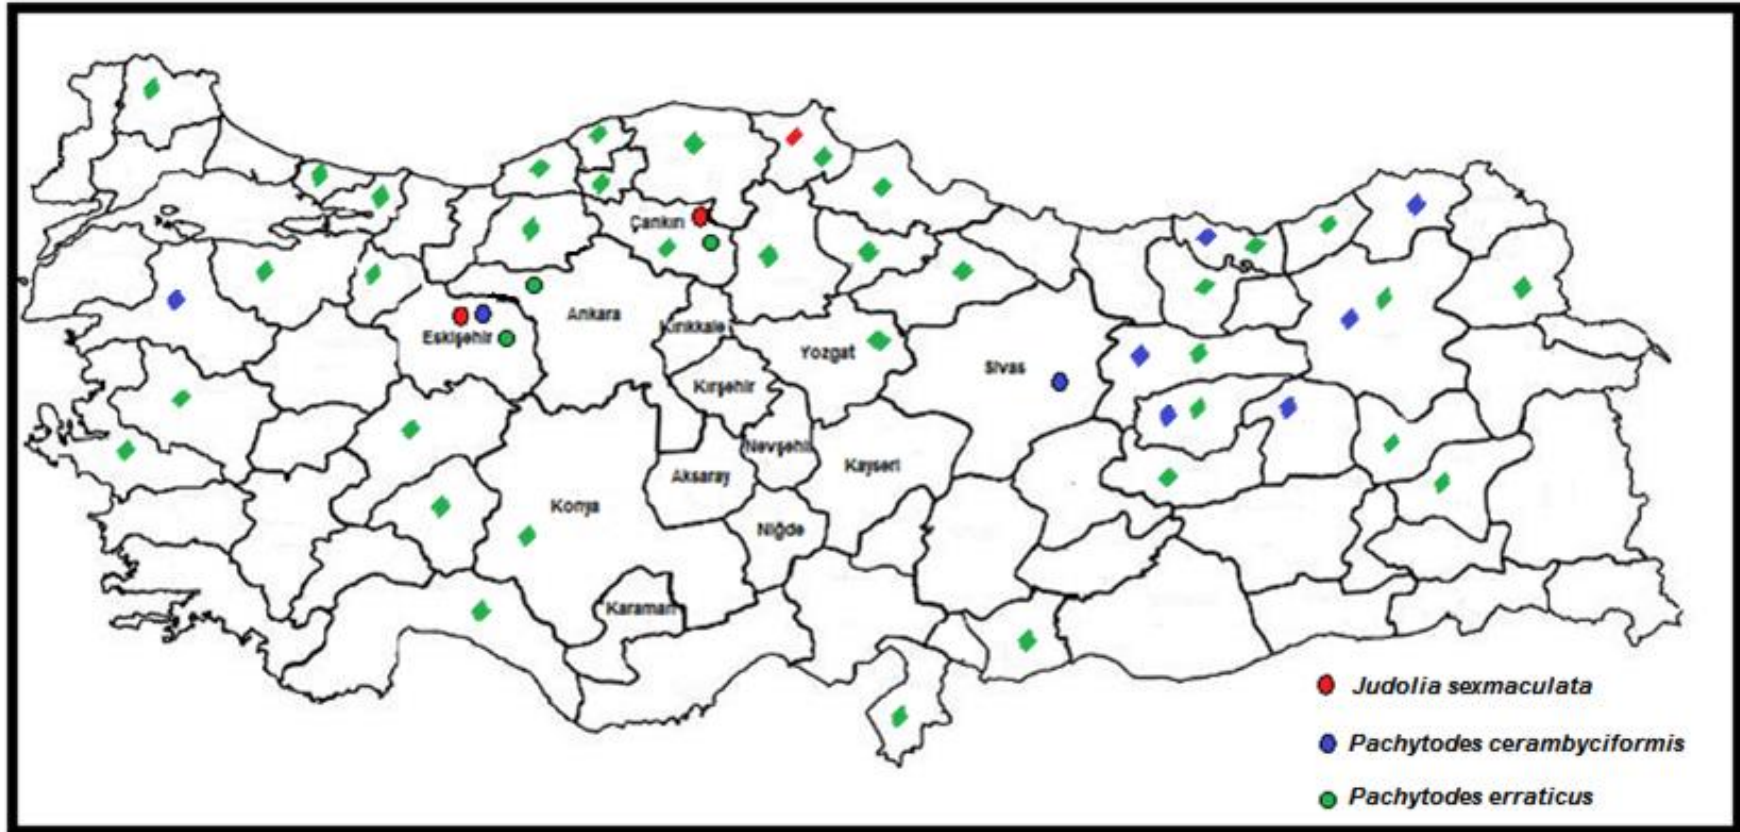 Çankırı
Ankara
Kırıkkale
Eskişehir
Yozgat
Sivas
Kırşehir
Nevşehir
Kayseri
Aksaray
Konya
Niğde
Karaman
Judolia sexmaculata
Pachytodes cerambyciformis
Pachytodes erraticus